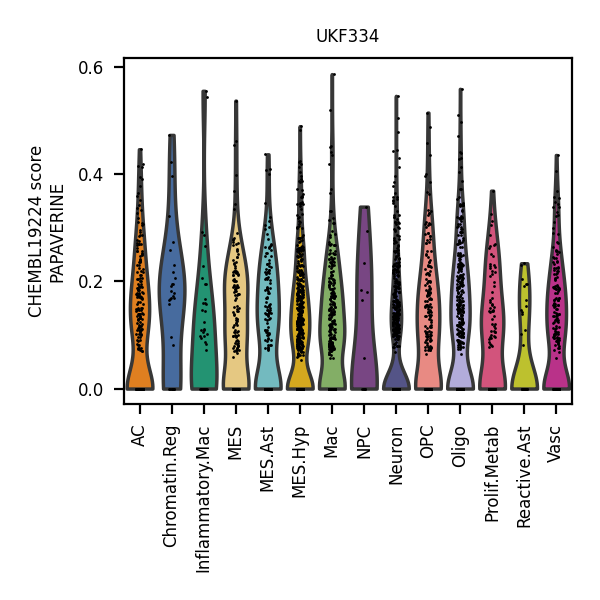 UKF334
CHEMBL19224 score
PAPAVERINE
0.6
0.4
0.2
0.0
AC
Chromatin.Reg
Inflammatory.Mac
MES
MES.Ast
MES.Hyp
Mac
NPC
Neuron
OPC
Oligo
Prolif.Metab
Reactive.Ast
Vasc